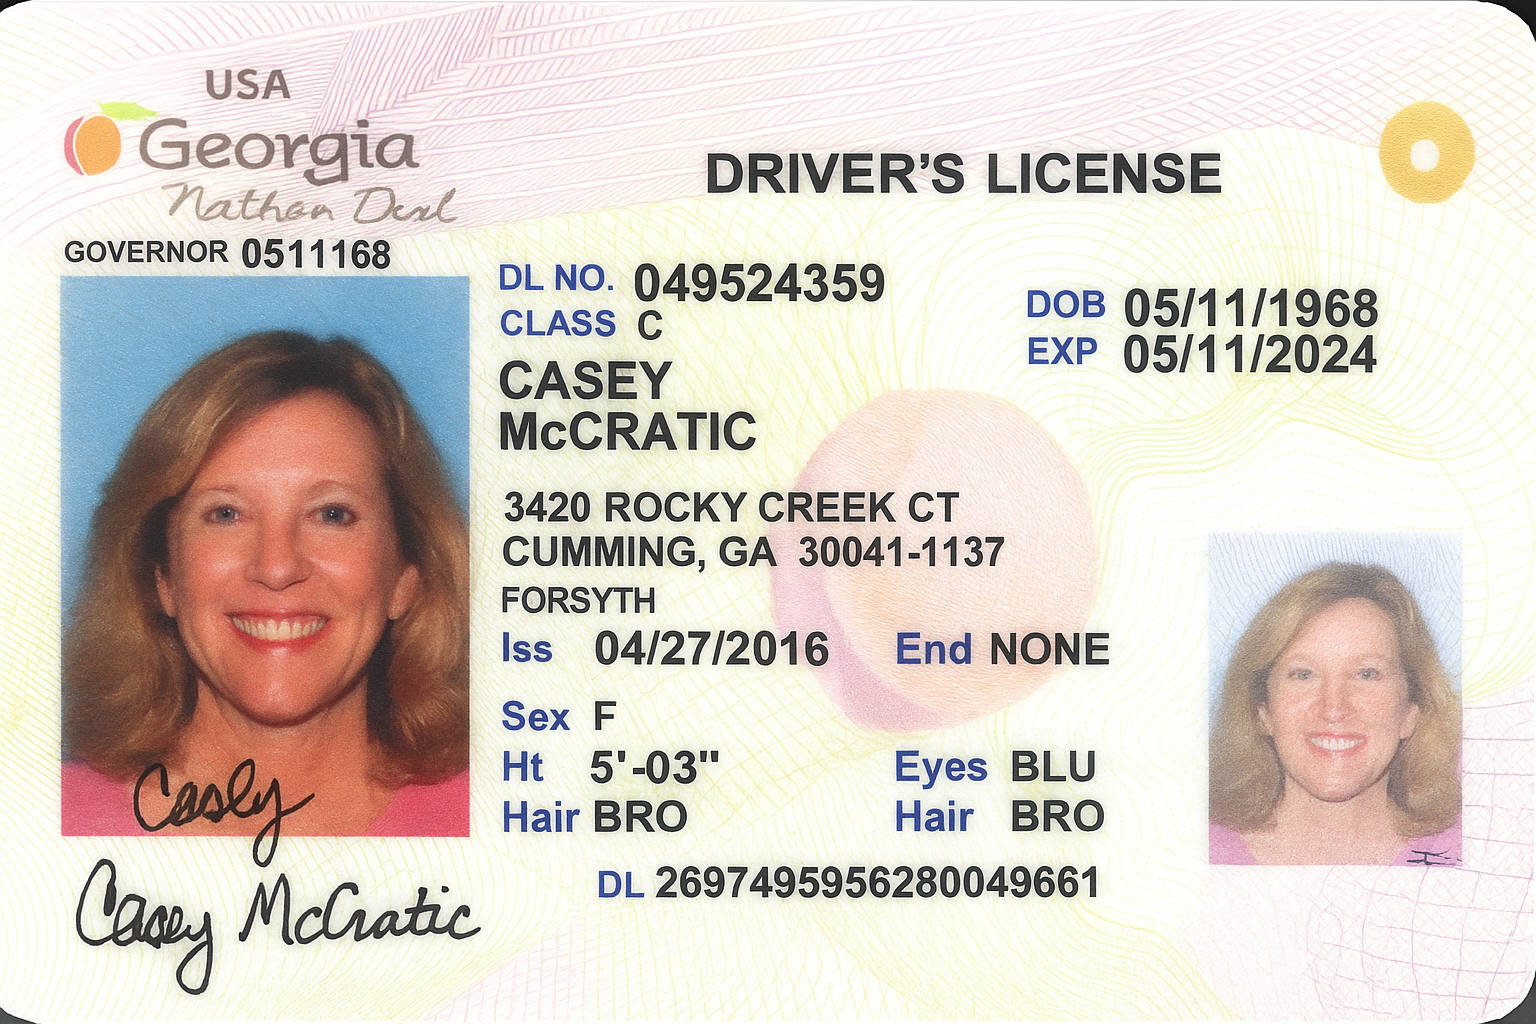 USA
Georgia
Nathan Deal
GOVERNOR 0511168
DRIVER’S LICENSE
DL NO. 049524359
CLASS C
DOB 05/11/1968
EXP 05/11/2024
CASEY
McCRATIC
3420 ROCKY CREEK CT
CUMMING, GA 30041-1137
FORSYTH
Iss 04/27/2016 End NONE
Sex F
Ht 5'-03" Eyes BLU
Hair BRO Hair BRO
DL 2697495956280049661
Casey
Casey McCratic